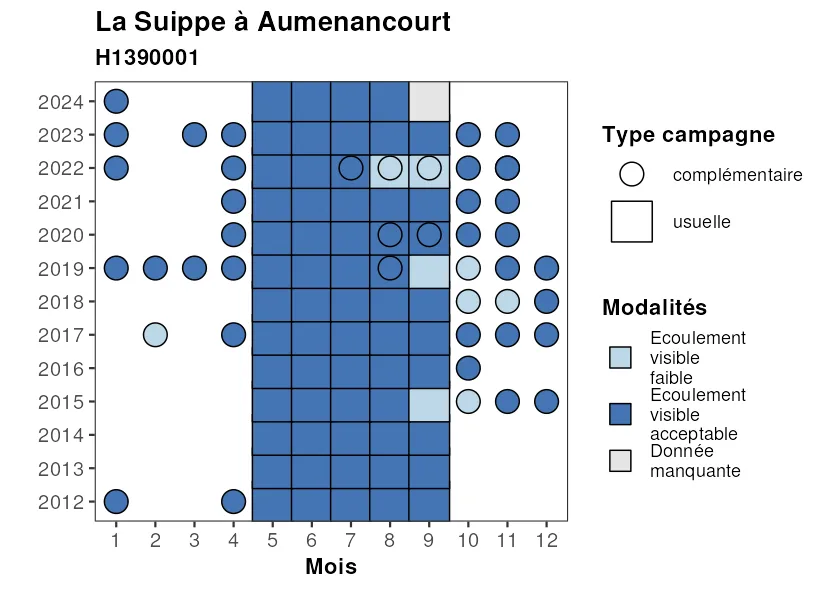 La Suippe à Aumenancourt
H1390001
2024
2023
2022
2021
2020
2019
2018
2017
2016
2015
2014
2013
2012
1 2 3 4 5 6 7 8 9 10 11 12
Mois
Type campagne
complémentaire
usuelle
Modalités
Ecoulement
visible
faible
Ecoulement
visible
acceptable
Donnée
manquante